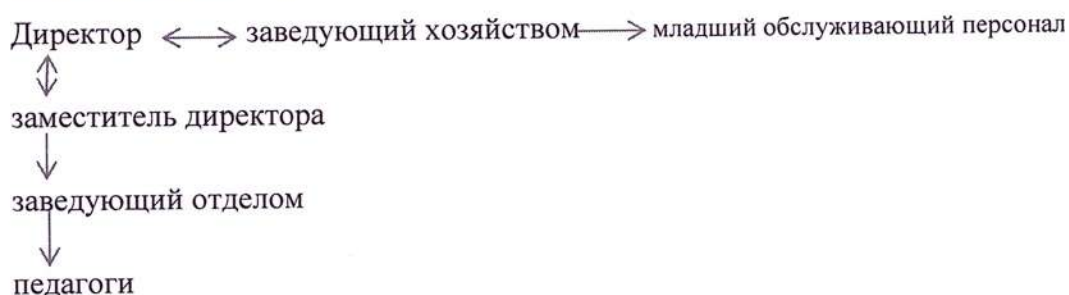 Директор заведующий хозяйством младший обслуживающий персонал
заместитель директора
заведующий отделом
педагоги